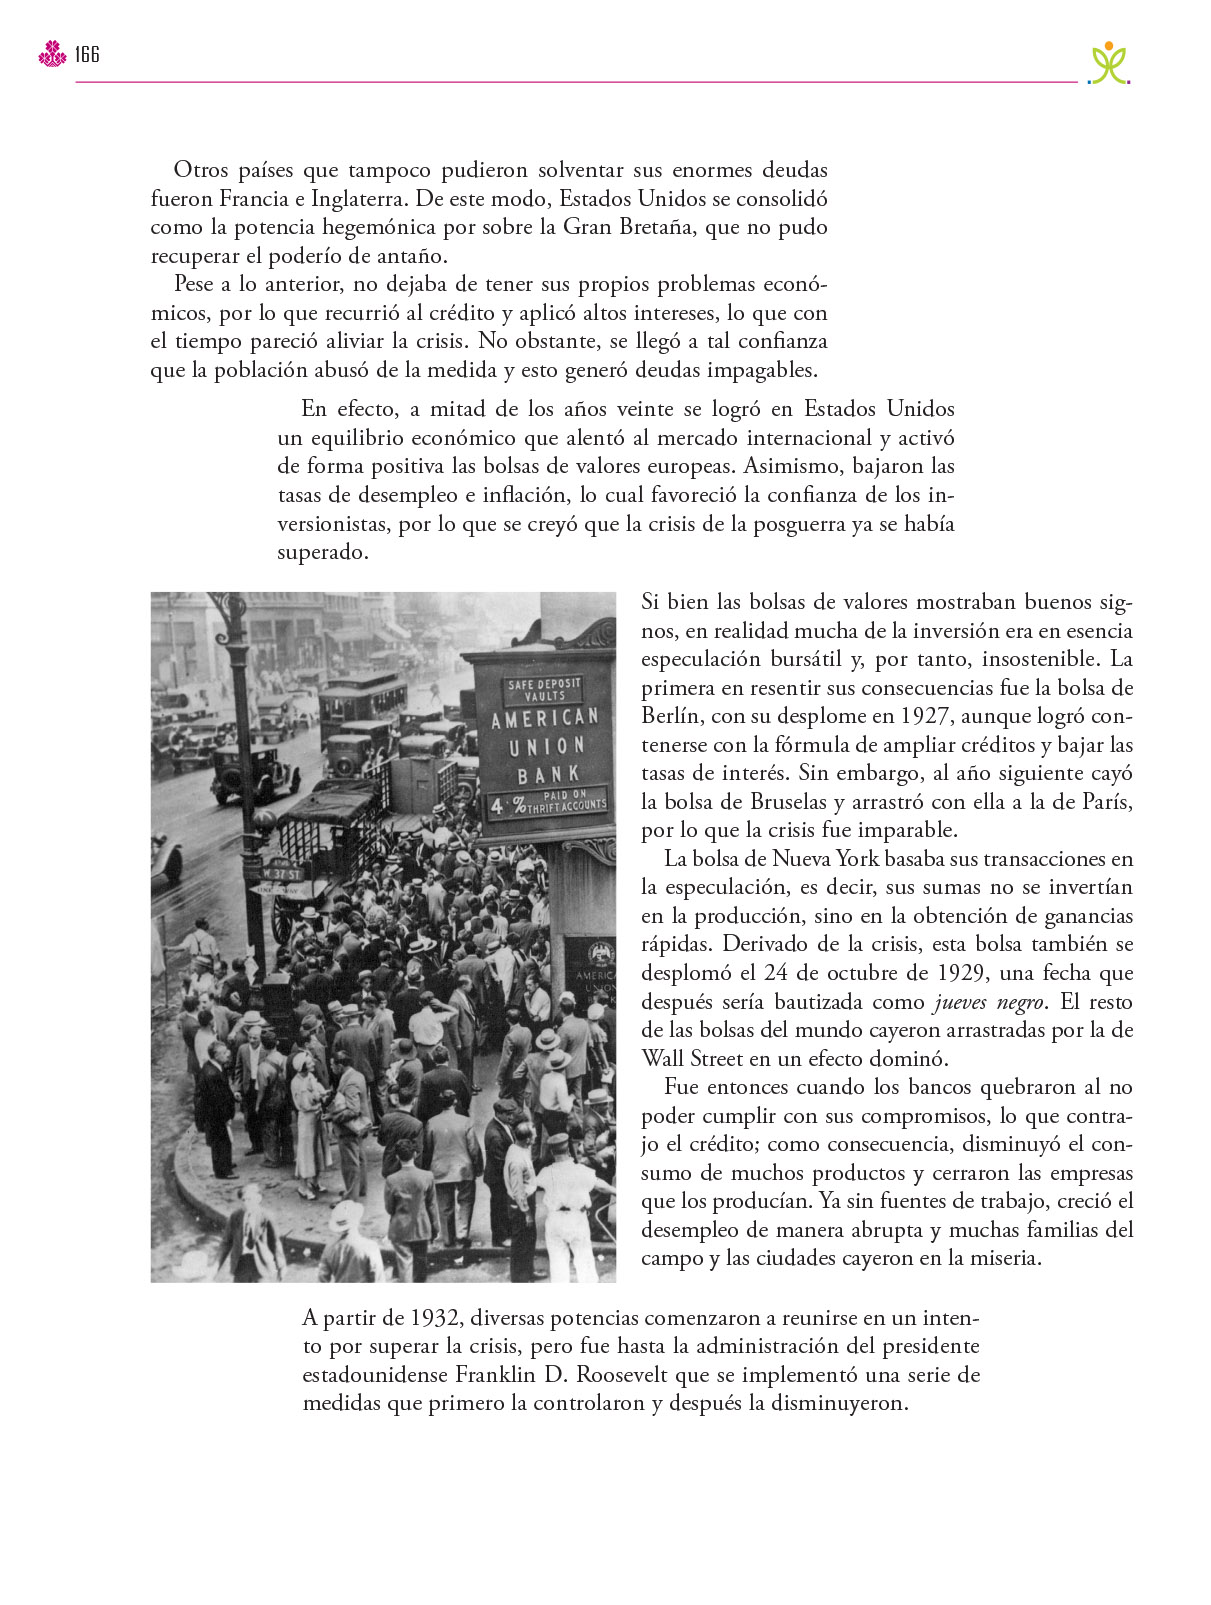 166
Otros países que tampoco pudieron solventar sus enormes deudas
fueron Francia e Inglaterra. De este modo, Estados Unidos se consolidó
como la potencia hegemónica por sobre la Gran Bretaña, que no pudo
recuperar el poderío de antaño.
Pese a lo anterior, no dejaba de tener sus propios problemas econó-
micos, por lo que recurrió al crédito y aplicó altos intereses, lo que con
el tiempo pareció aliviar la crisis. No obstante, se llegó a tal confianza
que la población abusó de la medida y esto generó deudas impagables.
En efecto, a mitad de los años veinte se logró en Estados Unidos
un equilibrio económico que alentó al mercado internacional y activó
de forma positiva las bolsas de valores europeas. Asimismo, bajaron las
tasas de desempleo e inflación, lo cual favoreció la confianza de los in-
versionistas, por lo que se creyó que la crisis de la posguerra ya se había
superado.
SAFE DEPOSIT
VAULTS
AMERICAN
UNION
BANK
4% PAID ON
THRIFT ACCOUNTS
W. 37 ST.
AMERICA
UNION
Si bien las bolsas de valores mostraban buenos sig-
nos, en realidad mucha de la inversión era en esencia
especulación bursátil y, por tanto, insostenible. La
primera en resentir sus consecuencias fue la bolsa de
Berlín, con su desplome en 1927, aunque logró con-
tenerse con la fórmula de ampliar créditos y bajar las
tasas de interés. Sin embargo, al año siguiente cayó
la bolsa de Bruselas y arrastró con ella a la de París,
por lo que la crisis fue imparable.
La bolsa de Nueva York basaba sus transacciones en
la especulación, es decir, sus sumas no se invertían
en la producción, sino en la obtención de ganancias
rápidas. Derivado de la crisis, esta bolsa también se
desplomó el 24 de octubre de 1929, una fecha que
después sería bautizada como jueves negro. El resto
de las bolsas del mundo cayeron arrastradas por la de
Wall Street en un efecto dominó.
Fue entonces cuando los bancos quebraron al no
poder cumplir con sus compromisos, lo que contra-
jo el crédito; como consecuencia, disminuyó el con-
sumo de muchos productos y cerraron las empresas
que los producían. Ya sin fuentes de trabajo, creció el
desempleo de manera abrupta y muchas familias del
campo y las ciudades cayeron en la miseria.
A partir de 1932, diversas potencias comenzaron a reunirse en un inten-
to por superar la crisis, pero fue hasta la administración del presidente
estadounidense Franklin D. Roosevelt que se implementó una serie de
medidas que primero la controlaron y después la disminuyeron.